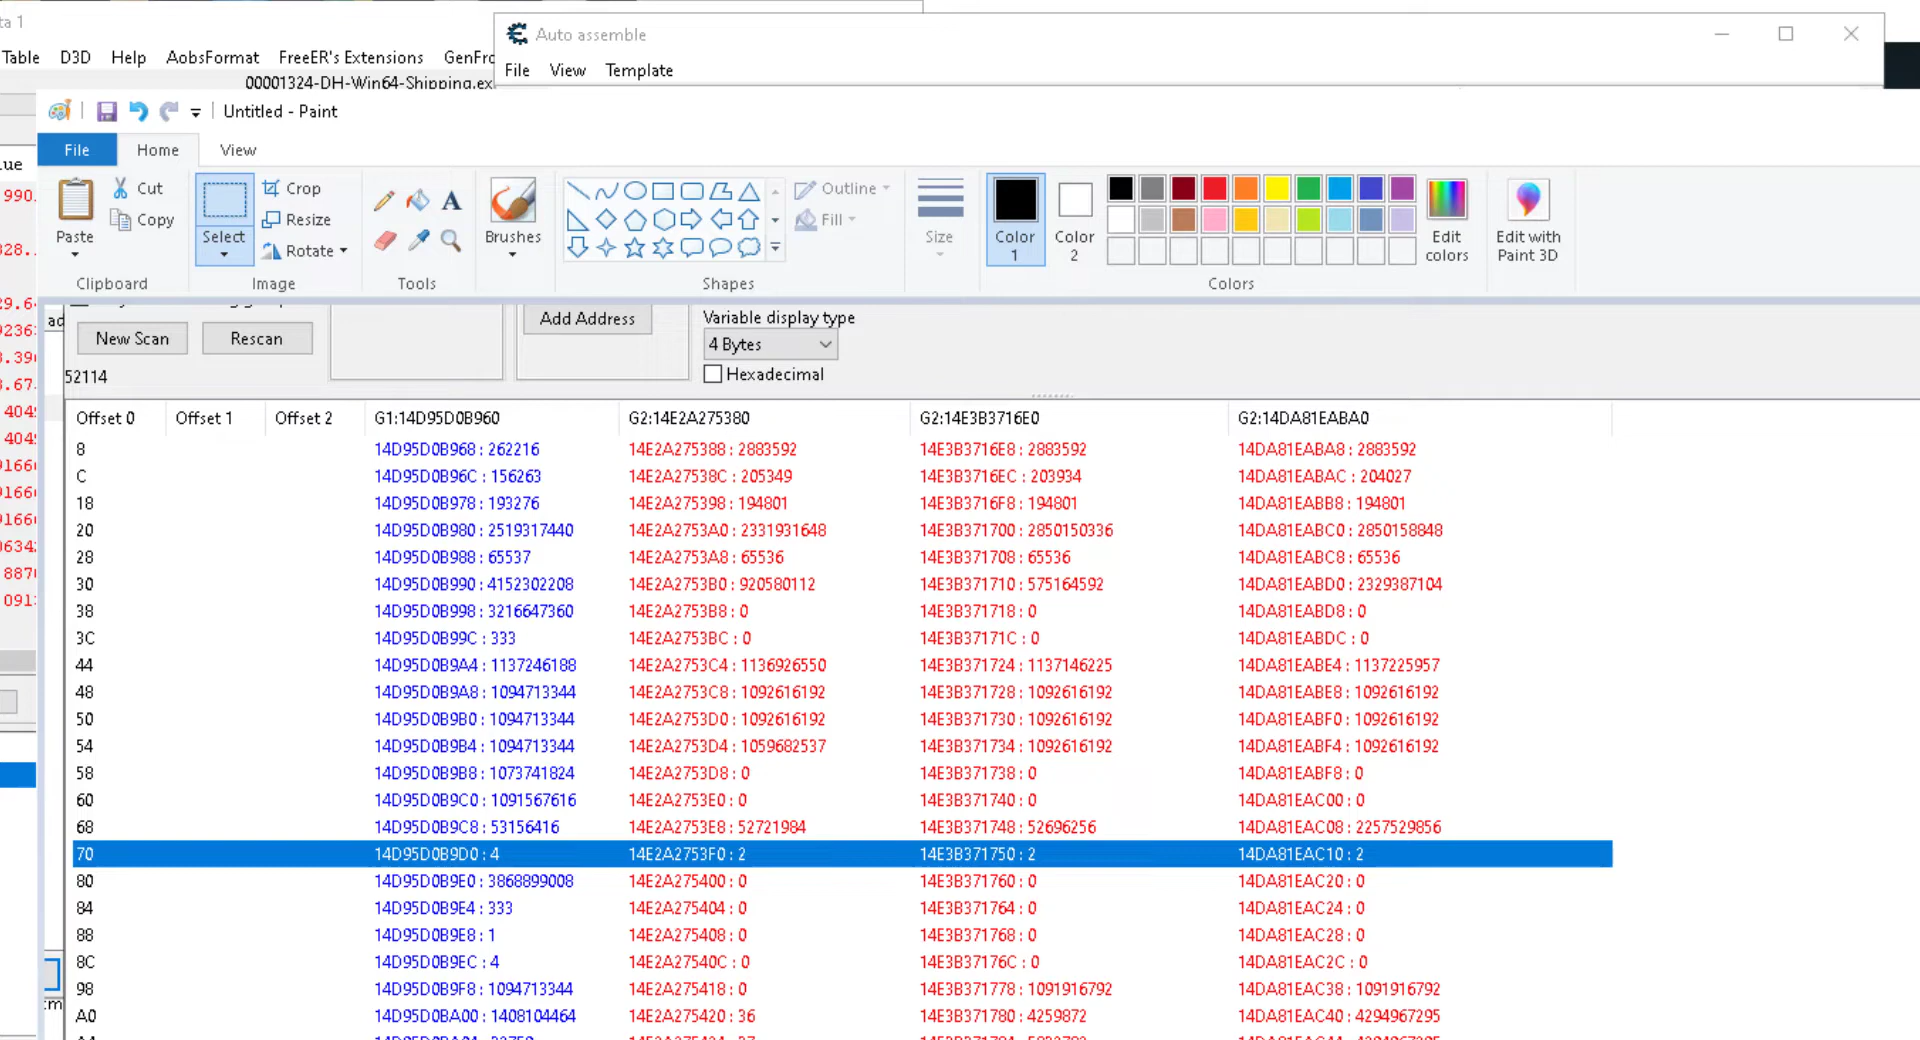 ta 1
Auto assemble
Table D3D Help AobsFormat FreeER's Extensions GenFro
File View Template
00001324-DH-Win64-Shipping.ex
Untitled - Paint
File Home View
lue
Paste
Cut
Copy
Clipboard
Select
Crop
Resize
Rotate
Image
Tools
Brushes
Outline
Fill
Shapes
Size
Color 1
Color 2
Edit colors
Colors
Edit with Paint 3D
ad
New Scan Rescan
52114
Add Address
Variable display type
4 Bytes
Hexadecimal
Offset 0 Offset 1 Offset 2 G1:14D95D0B960 G2:14E2A275380 G2:14E3B3716E0 G2:14DA81EABA0
8 14D95D0B968 : 262216 14E2A275388 : 2883592 14E3B3716E8 : 2883592 14DA81EABA8 : 2883592
C 14D95D0B96C : 156263 14E2A27538C : 205349 14E3B3716EC : 203934 14DA81EABAC : 204027
18 14D95D0B978 : 193276 14E2A275398 : 194801 14E3B3716F8 : 194801 14DA81EABB8 : 194801
20 14D95D0B980 : 2519317440 14E2A2753A0 : 2331931648 14E3B371700 : 2850150336 14DA81EABC0 : 2850158848
28 14D95D0B988 : 65537 14E2A2753A8 : 65536 14E3B371708 : 65536 14DA81EABC8 : 65536
30 14D95D0B990 : 4152302208 14E2A2753B0 : 920580112 14E3B371710 : 575164592 14DA81EABD0 : 2329387104
38 14D95D0B998 : 3216647360 14E2A2753B8 : 0 14E3B371718 : 0 14DA81EABD8 : 0
3C 14D95D0B99C : 333 14E2A2753BC : 0 14E3B37171C : 0 14DA81EABDC : 0
44 14D95D0B9A4 : 1137246188 14E2A2753C4 : 1136926550 14E3B371724 : 1137146225 14DA81EABE4 : 1137225957
48 14D95D0B9A8 : 1094713344 14E2A2753C8 : 1092616192 14E3B371728 : 1092616192 14DA81EABE8 : 1092616192
50 14D95D0B9B0 : 1094713344 14E2A2753D0 : 1092616192 14E3B371730 : 1092616192 14DA81EABF0 : 1092616192
54 14D95D0B9B4 : 1094713344 14E2A2753D4 : 1059682537 14E3B371734 : 1092616192 14DA81EABF4 : 1092616192
58 14D95D0B9B8 : 1073741824 14E2A2753D8 : 0 14E3B371738 : 0 14DA81EABF8 : 0
60 14D95D0B9C0 : 1091567616 14E2A2753E0 : 0 14E3B371740 : 0 14DA81EAC00 : 0
68 14D95D0B9C8 : 53156416 14E2A2753E8 : 52721984 14E3B371748 : 52696256 14DA81EAC08 : 2257529856
70 14D95D0B9D0 : 4 14E2A2753F0 : 2 14E3B371750 : 2 14DA81EAC10 : 2
80 14D95D0B9E0 : 3868899008 14E2A275400 : 0 14E3B371760 : 0 14DA81EAC20 : 0
84 14D95D0B9E4 : 333 14E2A275404 : 0 14E3B371764 : 0 14DA81EAC24 : 0
88 14D95D0B9E8 : 1 14E2A275408 : 0 14E3B371768 : 0 14DA81EAC28 : 0
8C 14D95D0B9EC : 4 14E2A27540C : 0 14E3B37176C : 0 14DA81EAC2C : 0
98 14D95D0B9F8 : 1094713344 14E2A275418 : 0 14E3B371778 : 1091916792 14DA81EAC38 : 1091916792
A0 14D95D0BA00 : 1408104464 14E2A275420 : 36 14E3B371780 : 4259872 14DA81EAC40 : 4294967295